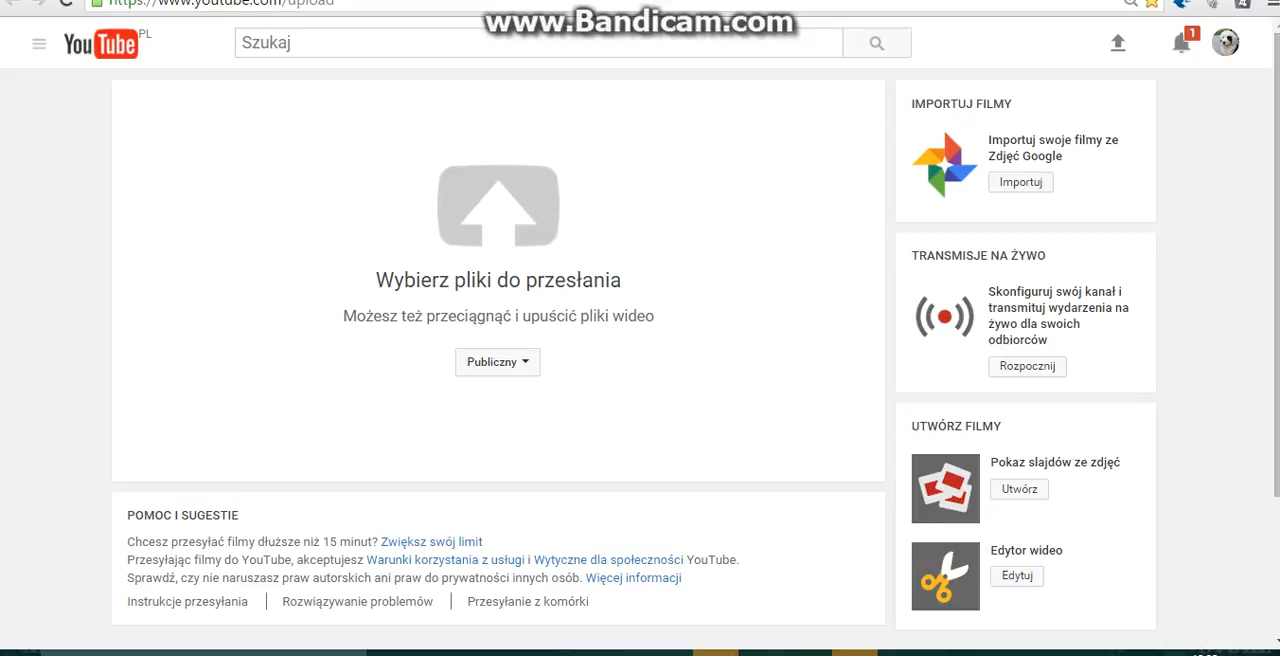 https://www.youtube.com/upload
www.Bandicam.com
YouTube PL
Szukaj
1
Wybierz pliki do przesłania
Możesz też przeciągnąć i upuścić pliki wideo
Publiczny
IMPORTUJ FILMY
Importuj swoje filmy ze
Zdjęć Google
Importuj
TRANSMISJE NA ŻYWO
Skonfiguruj swój kanał i
transmituj wydarzenia na
żywo dla swoich
odbiorców
Rozpocznij
UTWÓRZ FILMY
Pokaz slajdów ze zdjęć
Utwórz
Edytor wideo
Edytuj
POMOC I SUGESTIE
Chcesz przesyłać filmy dłuższe niż 15 minut? Zwiększ swój limit
Przesyłając filmy do YouTube, akceptujesz Warunki korzystania z usługi i Wytyczne dla społeczności YouTube.
Sprawdź, czy nie naruszasz praw autorskich ani praw do prywatności innych osób. Więcej informacji
Instrukcje przesyłania | Rozwiązywanie problemów | Przesyłanie z komórki